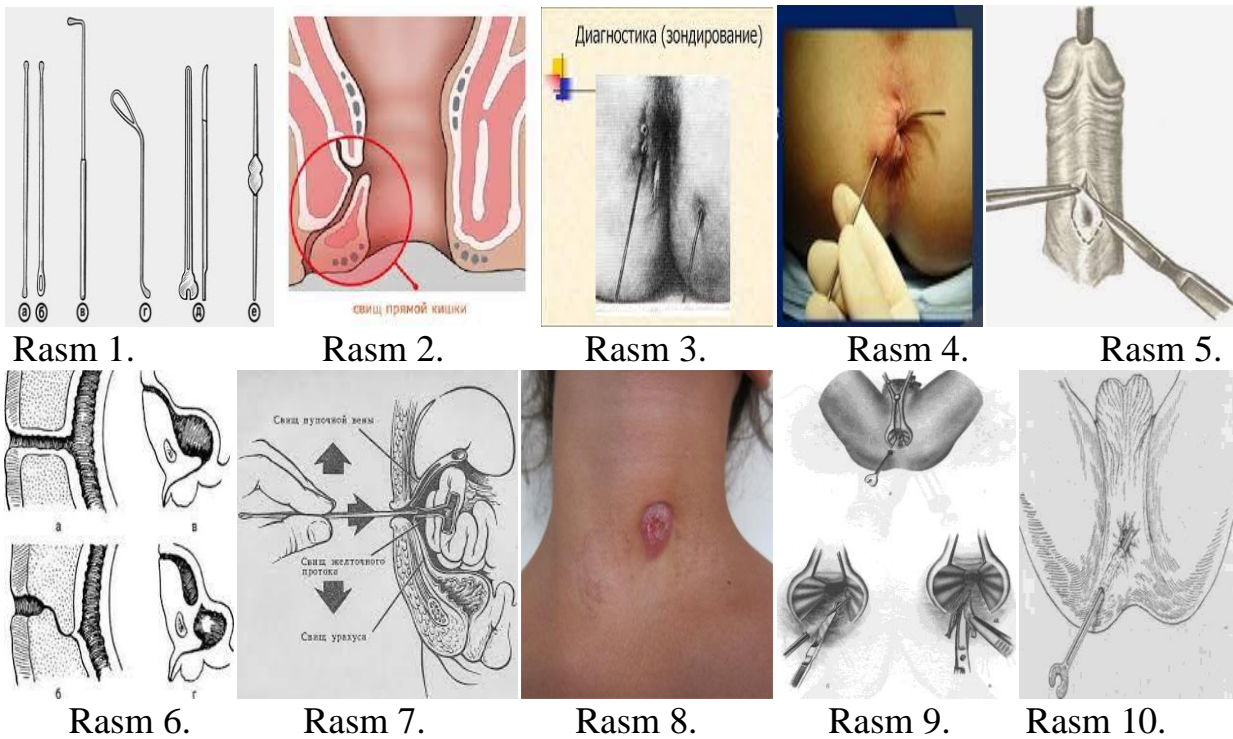 Диагностика (зондирование)
а б в г д е
свищ прямой кишки
Rasm 1. Rasm 2. Rasm 3. Rasm 4. Rasm 5.
Свищ пупочной вены
а в
Свищ желточного
протока
Свищ урахуса
б г
Rasm 6. Rasm 7. Rasm 8. Rasm 9. Rasm 10.